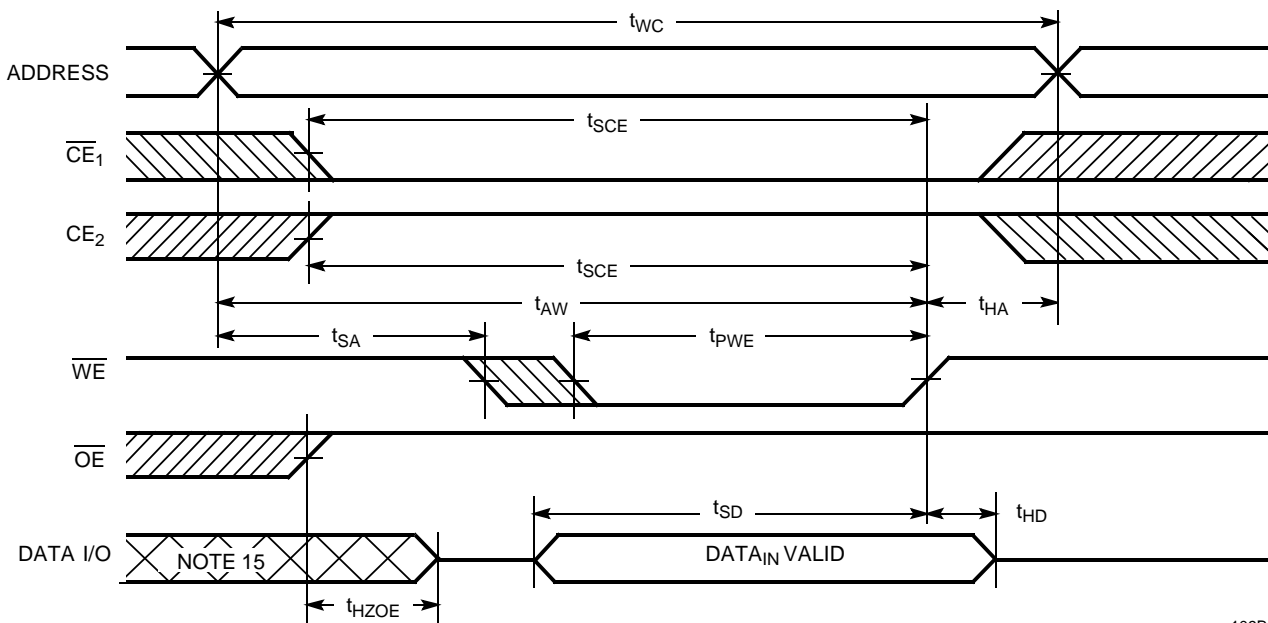 tWC
ADDRESS
tSCE
CE1
CE2
tSCE
tAW
tHA
tSA
tPWE
WE
OE
tSD
tHD
DATA I/O
NOTE 15
DATAIN VALID
tHZOE